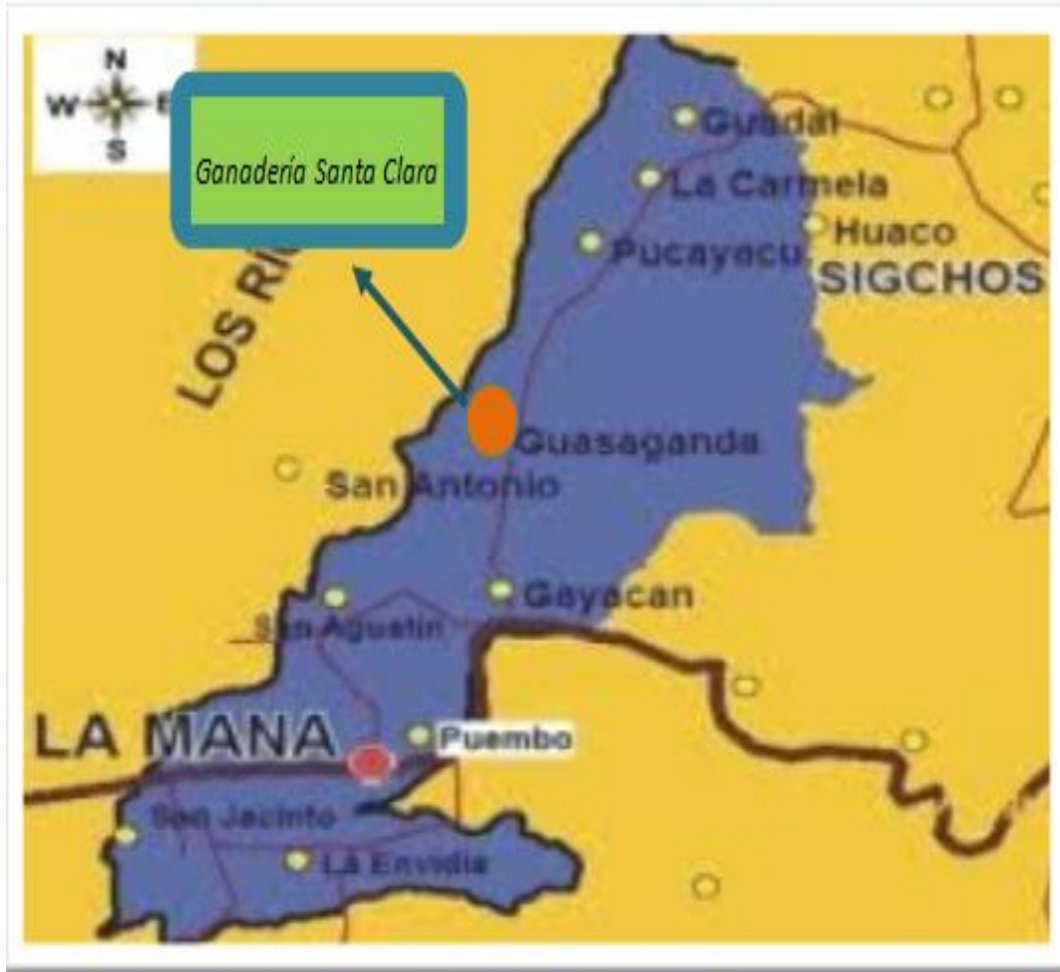 N
W
S
Ganadería Santa Clara
Guadal
La Carmela
Huaco
Pucayacu
SIGCHOS
LOS RÍ
Guasaganda
San Antonio
Gayacan
San Agustin
LA MANA
Puembo
San Jacinto
La Envidia